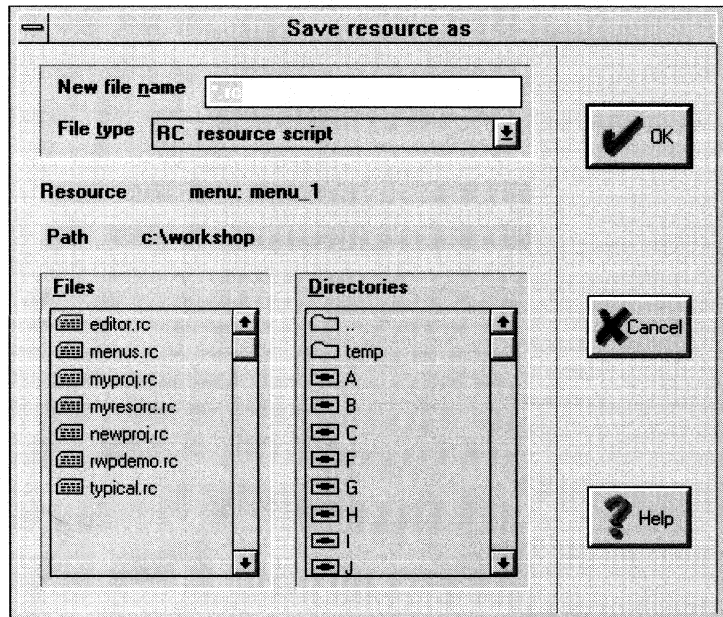 Save resource as
New file name
File type RC resource script
Resource menu: menu_1
Path c:\workshop
Files
editor.rc
menus.rc
myproj.rc
myresorc.rc
newproj.rc
rwpdemo.rc
typical.rc
Directories
..
temp
A
B
C
F
G
H
I
J
OK
Cancel
Help